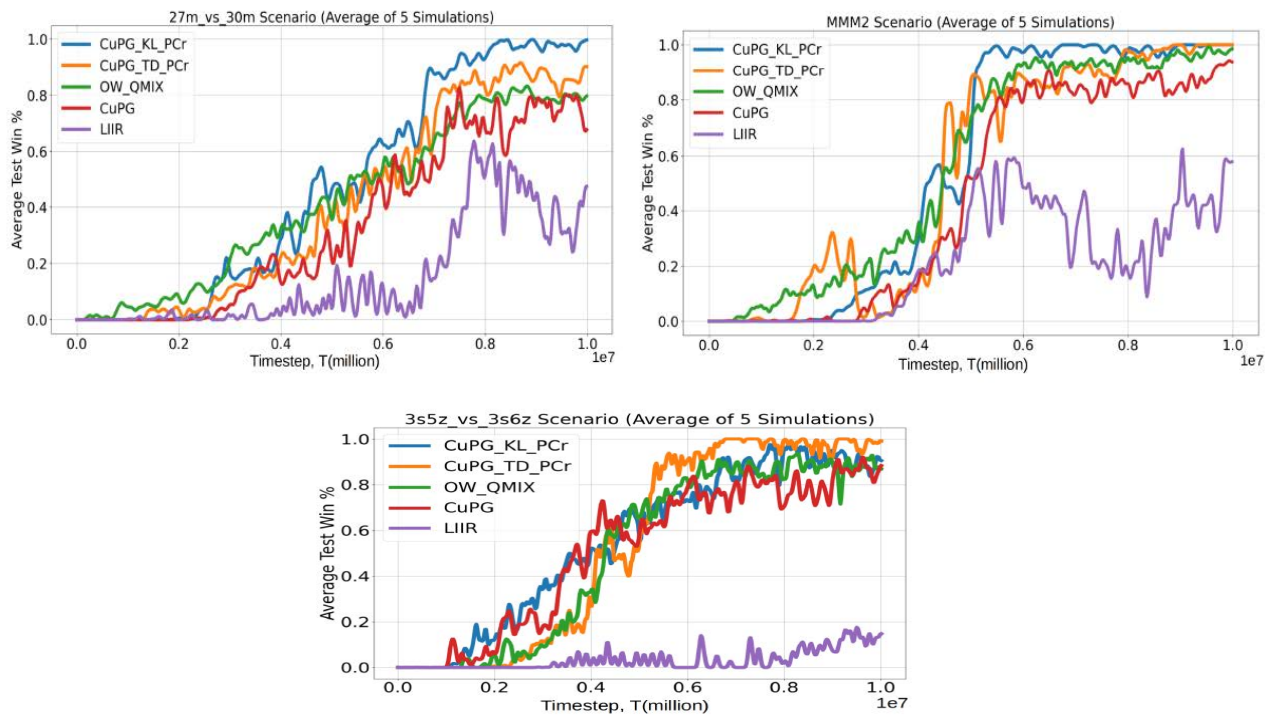 27m_vs_30m Scenario (Average of 5 Simulations)
Average Test Win %
1.0
0.8
0.6
0.4
0.2
0.0
CuPG_KL_PCr
CuPG_TD_PCr
OW_QMIX
CuPG
LIIR
0.0 0.2 0.4 0.6 0.8 1.0
1e7
Timestep, T(million)
MMM2 Scenario (Average of 5 Simulations)
Average Test Win %
1.0
0.8
0.6
0.4
0.2
0.0
CuPG_KL_PCr
CuPG_TD_PCr
OW_QMIX
CuPG
LIIR
0.0 0.2 0.4 0.6 0.8 1.0
1e7
Timestep, T(million)
3s5z_vs_3s6z Scenario (Average of 5 Simulations)
Average Test Win %
1.0
0.8
0.6
0.4
0.2
0.0
CuPG_KL_PCr
CuPG_TD_PCr
OW_QMIX
CuPG
LIIR
0.0 0.2 0.4 0.6 0.8 1.0
1e7
Timestep, T(million)